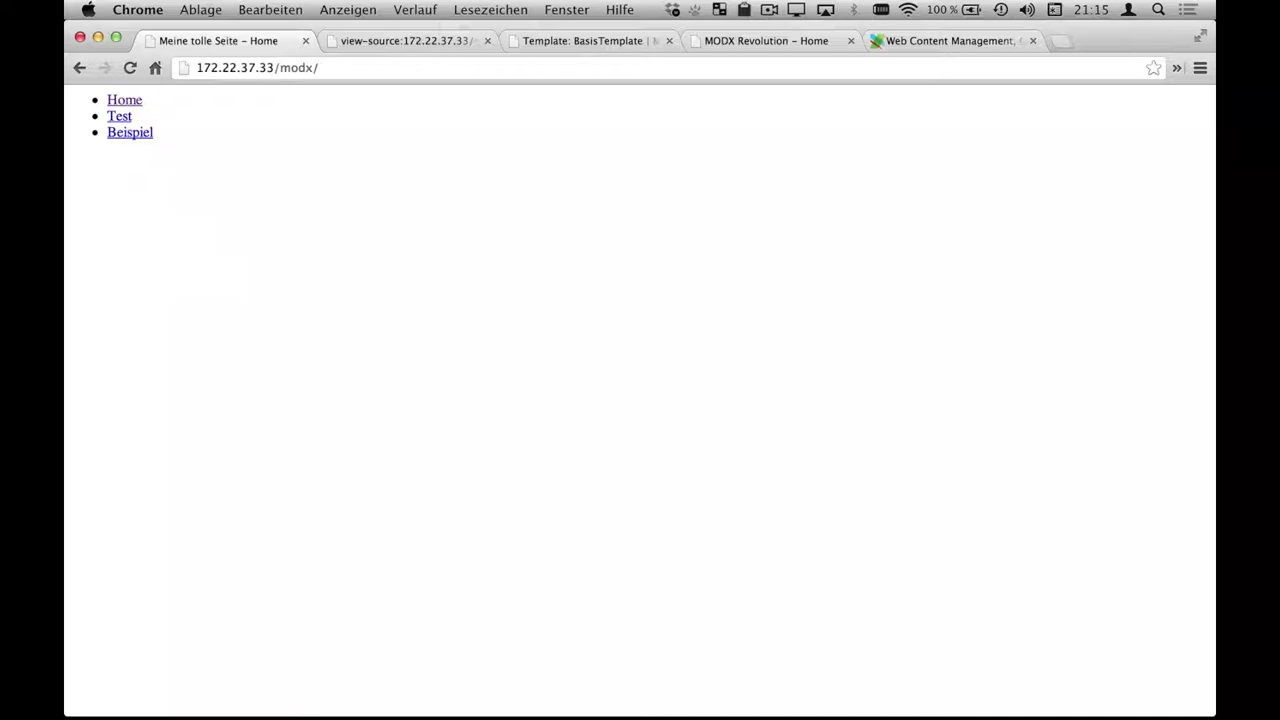 Chrome Ablage Bearbeiten Anzeigen Verlauf Lesezeichen Fenster Hilfe 100 % 21:15
Meine tolle Seite – Home view-source:172.22.37.33/ Template: BasisTemplate | MODX Revolution – Home Web Content Management,
172.22.37.33/modx/ »
• Home
• Test
• Beispiel